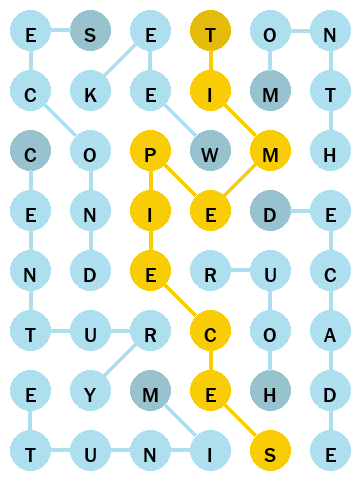 E S E T O N
C K E I M T
C O P W M H
E N I E D E
N D E R U C
T U R C O A
E Y M E H D
T U N I S E